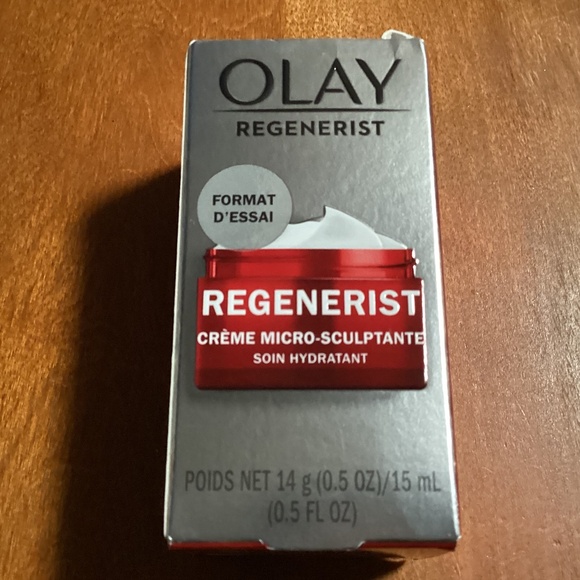 OLAY
REGENERIST
FORMAT
D'ESSAI
REGENERIST
CRÈME MICRO-SCULPTANTE
SOIN HYDRATANT
POIDS NET 14 g (0.5 OZ)/15 mL
(0.5 FL OZ)